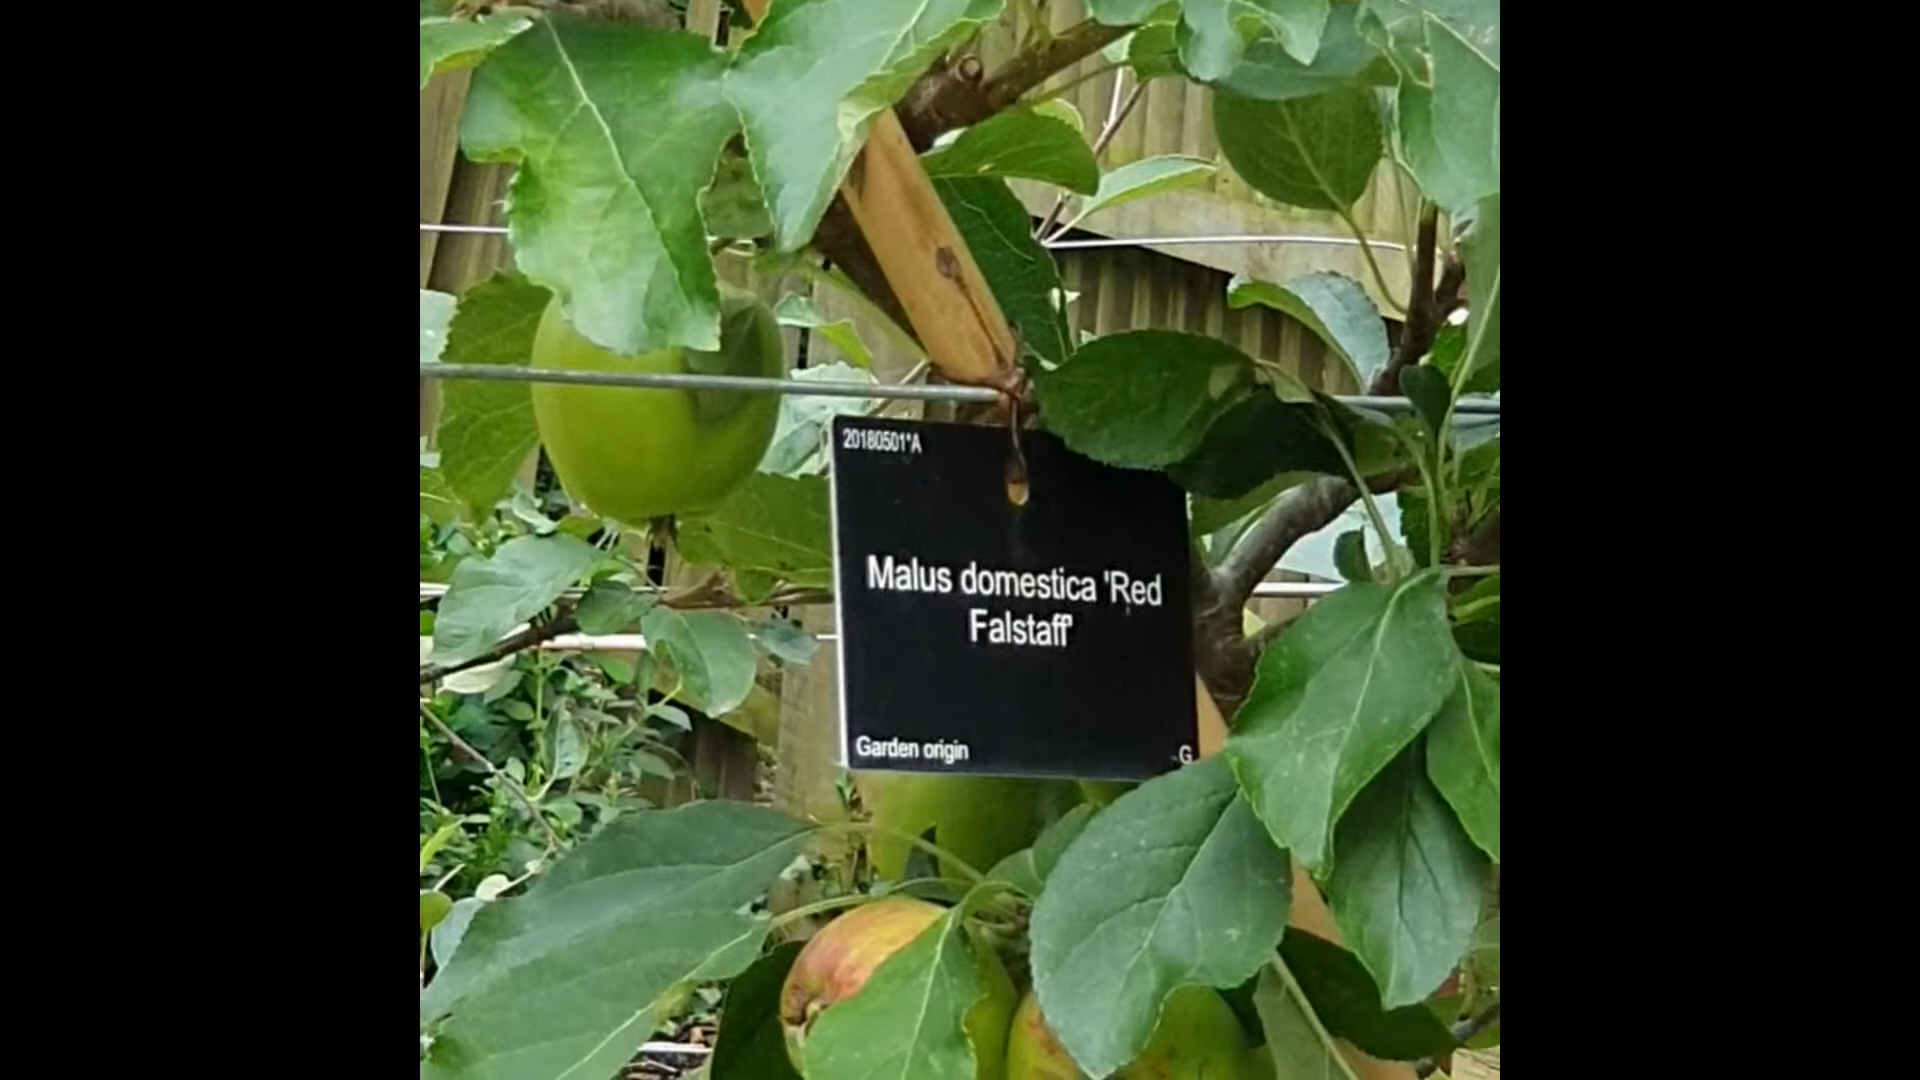 20180501*A
Malus domestica 'Red
Falstaff'
Garden origin
G